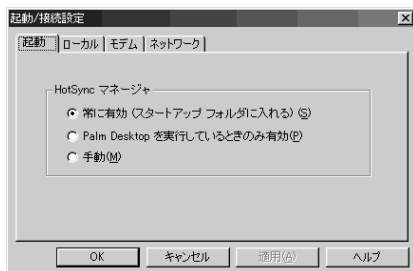 起動/接続設定
起動 ローカル モデム ネットワーク
HotSync マネージャ
常に有効 (スタートアップ フォルダに入れる) (S)
Palm Desktop を実行しているときのみ有効(P)
手動(M)
OK キャンセル 適用(A) ヘルプ